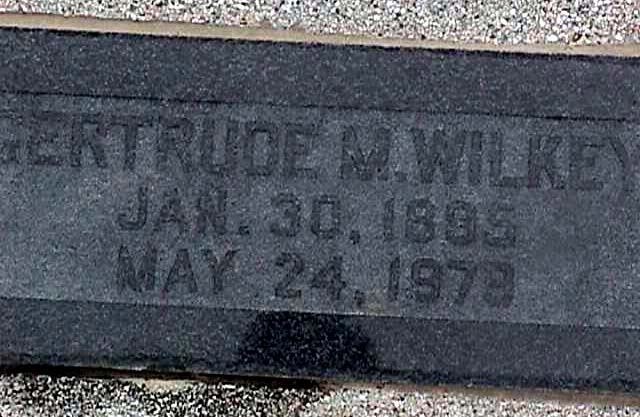 GERTRUDE M. WILKEY
JAN. 30, 1895
MAY 24, 1978